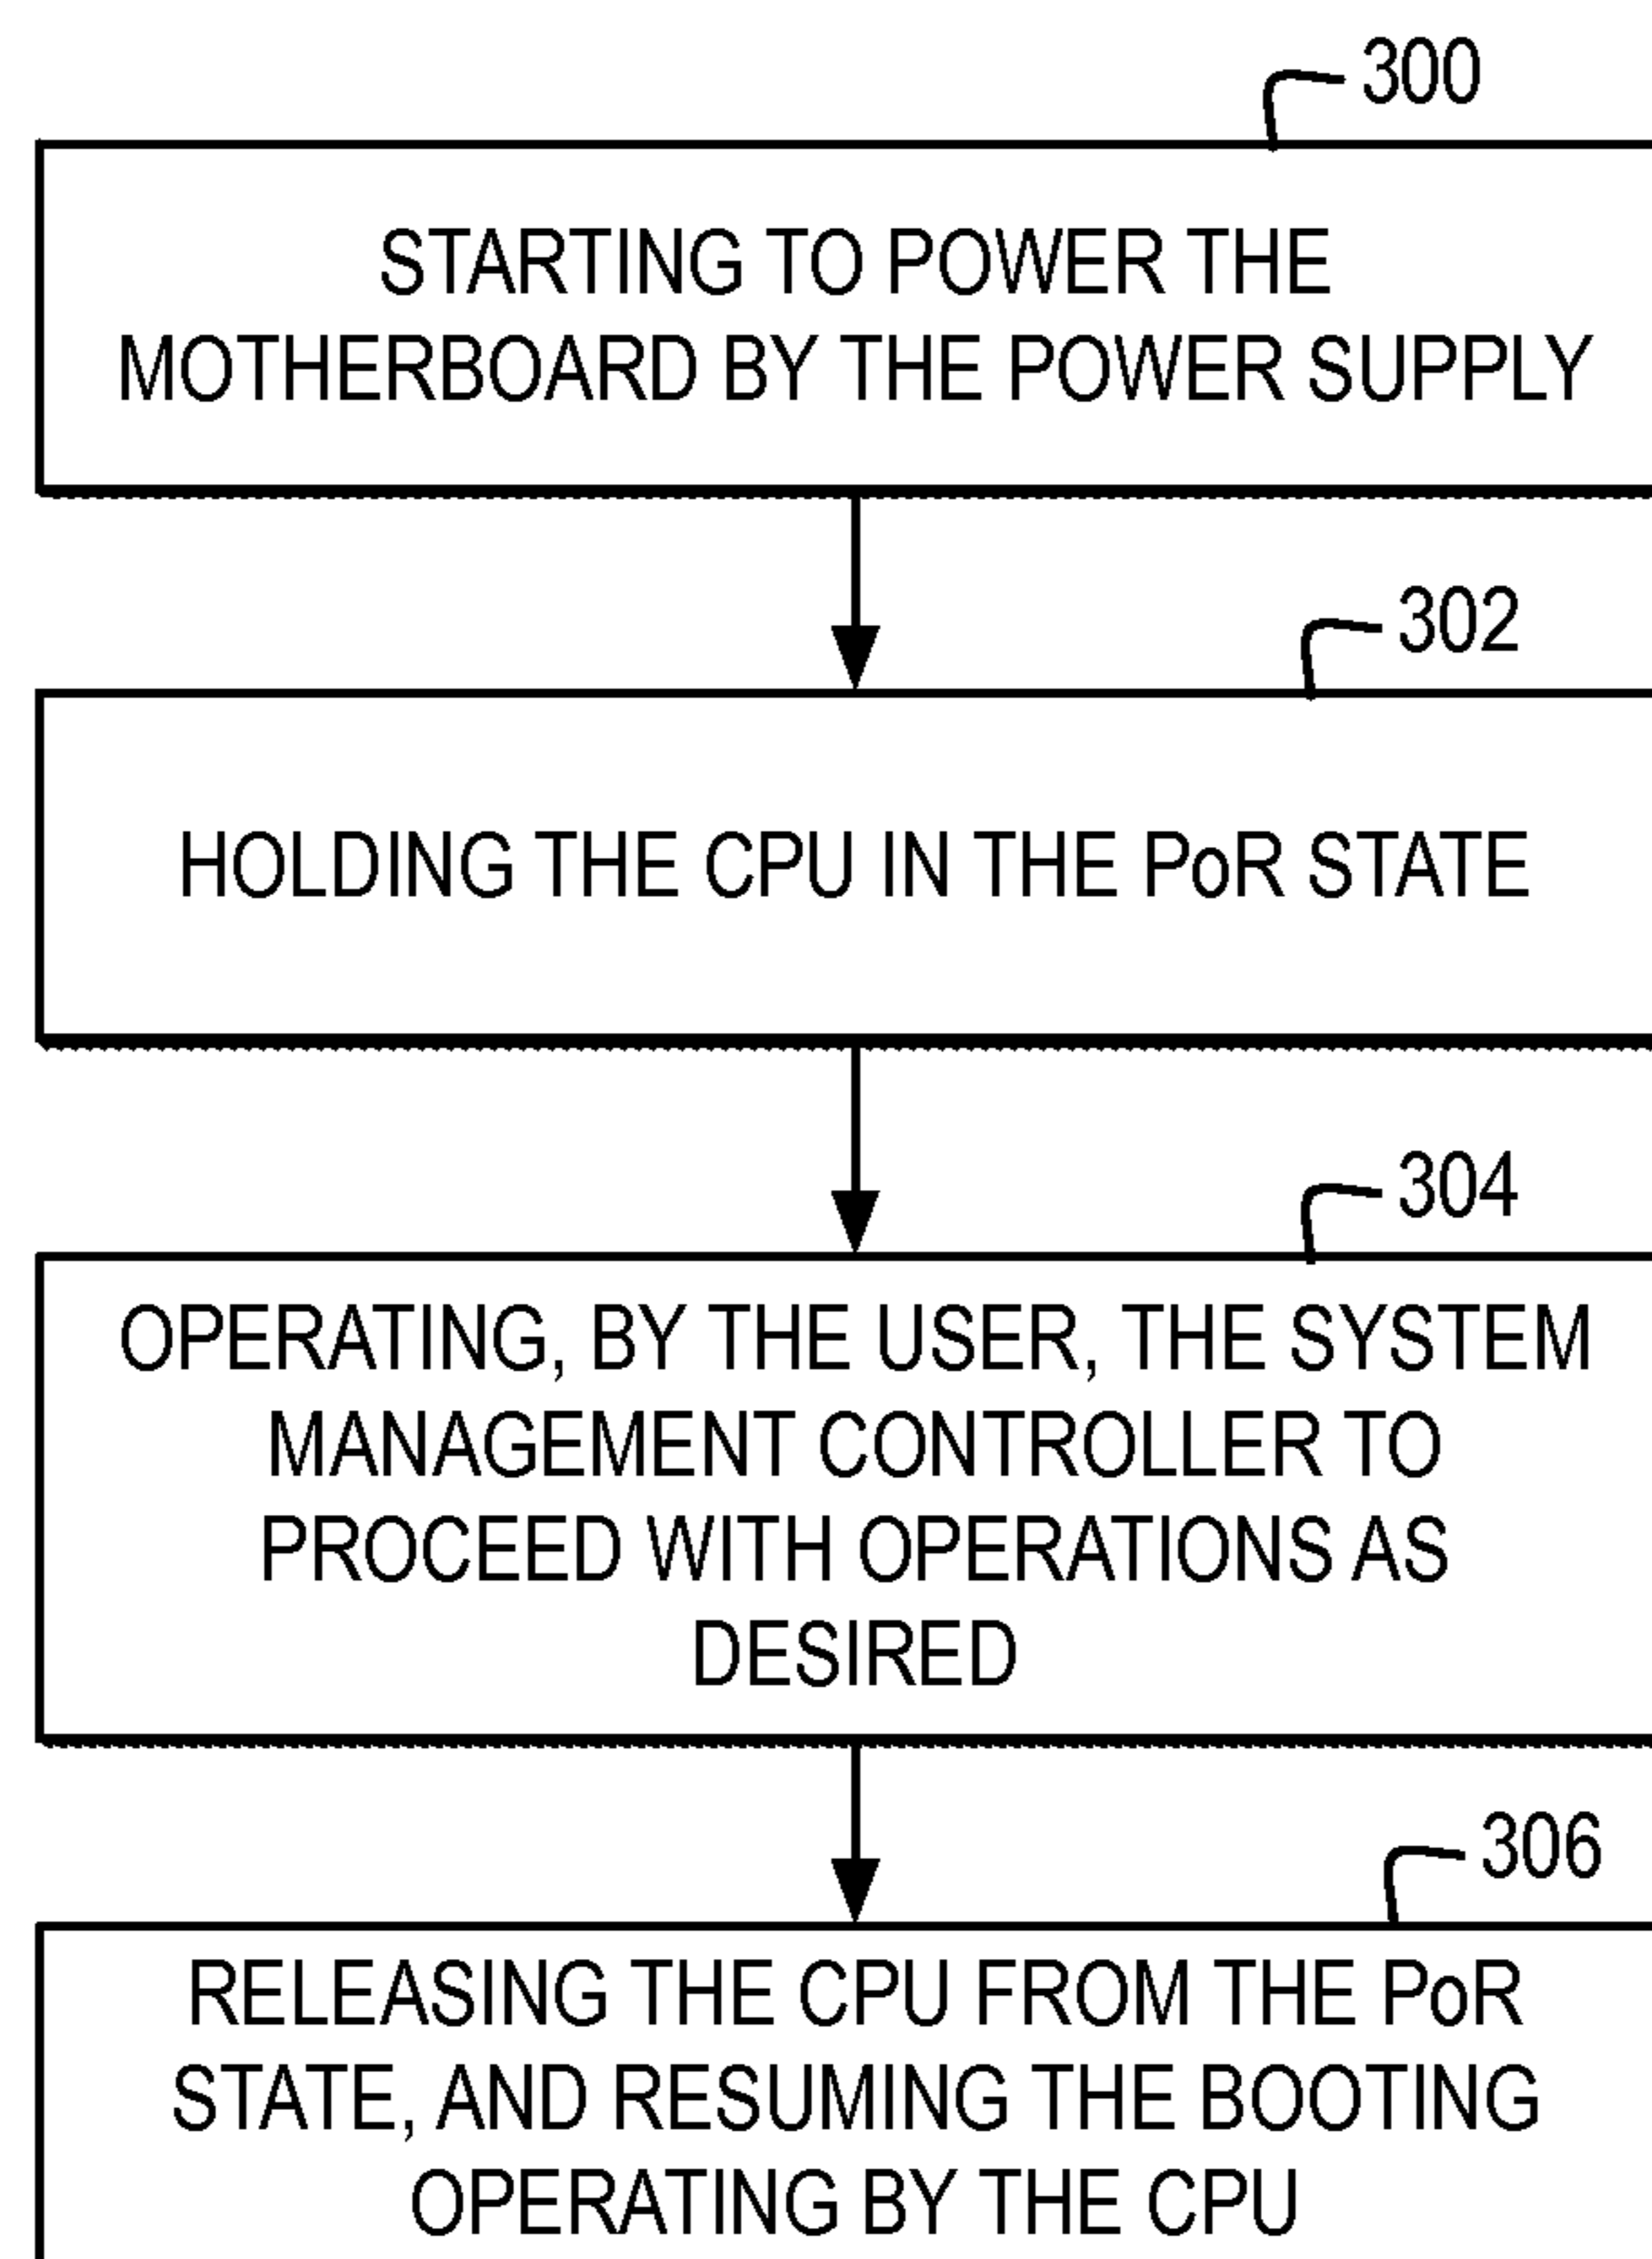 300
STARTING TO POWER THE
MOTHERBOARD BY THE POWER SUPPLY
302
HOLDING THE CPU IN THE PoR STATE
304
OPERATING, BY THE USER, THE SYSTEM
MANAGEMENT CONTROLLER TO
PROCEED WITH OPERATIONS AS
DESIRED
306
RELEASING THE CPU FROM THE PoR
STATE, AND RESUMING THE BOOTING
OPERATING BY THE CPU